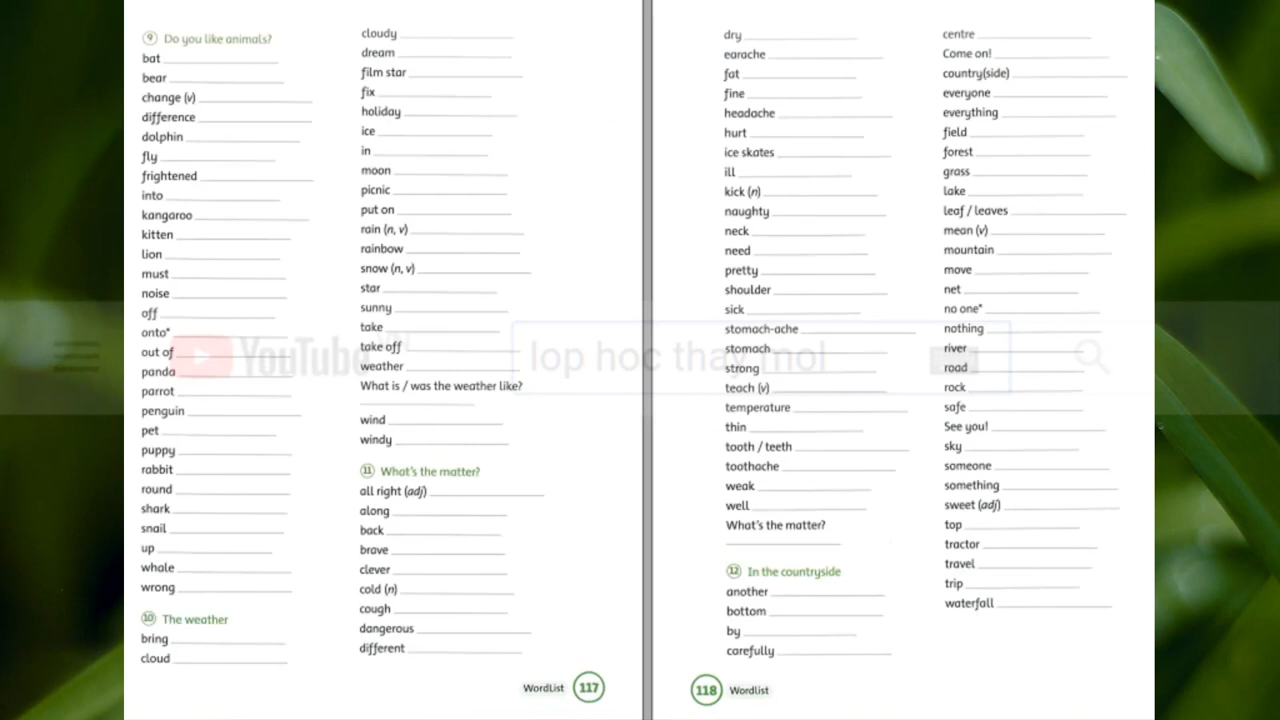 9 Do you like animals?
bat
bear
change (v)
difference
dolphin
fly
frightened
into
kangaroo
kitten
lion
must
noise
off
onto*
out of
panda
parrot
penguin
pet
puppy
rabbit
round
shark
snail
up
whale
wrong
10 The weather
bring
cloud
cloudy
dream
film star
fix
holiday
ice
in
moon
picnic
put on
rain (n, v)
rainbow
snow (n, v)
star
sunny
take
take off
weather
What is / was the weather like?
wind
windy
11 What's the matter?
all right (adj)
along
back
brave
clever
cold (n)
cough
dangerous
different
WordList 117
dry
earache
fat
fine
headache
hurt
ice skates
ill
kick (n)
naughty
neck
need
pretty
shoulder
sick
stomach-ache
stomach
strong
teach (v)
temperature
thin
tooth / teeth
toothache
weak
well
What's the matter?
12 In the countryside
another
bottom
by
carefully
centre
Come on!
country(side)
everyone
everything
field
forest
grass
lake
leaf / leaves
mean (v)
mountain
move
net
no one*
nothing
river
road
rock
safe
See you!
sky
someone
something
sweet (adj)
top
tractor
travel
trip
waterfall
118 WordList
YouTube
lop hoc thay mol